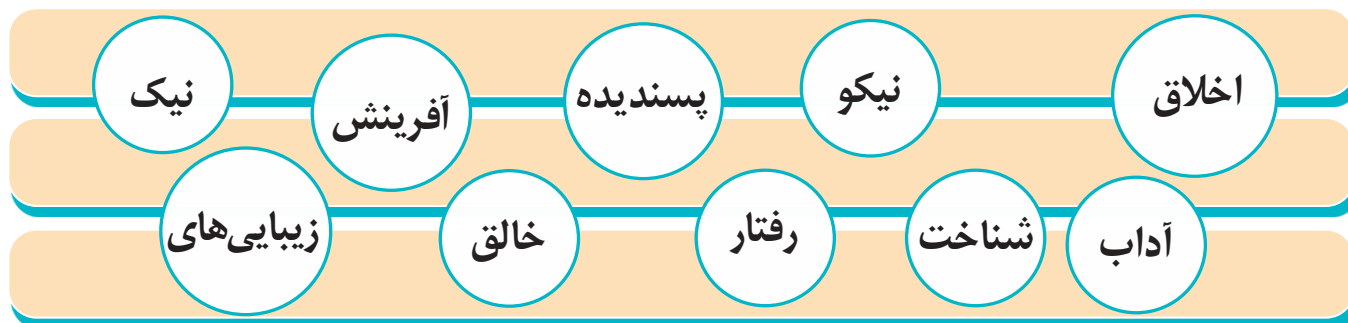 اخلاق نیکو پسندیده آفرینش نیک
آداب شناخت رفتار خالق زیبایی‌های